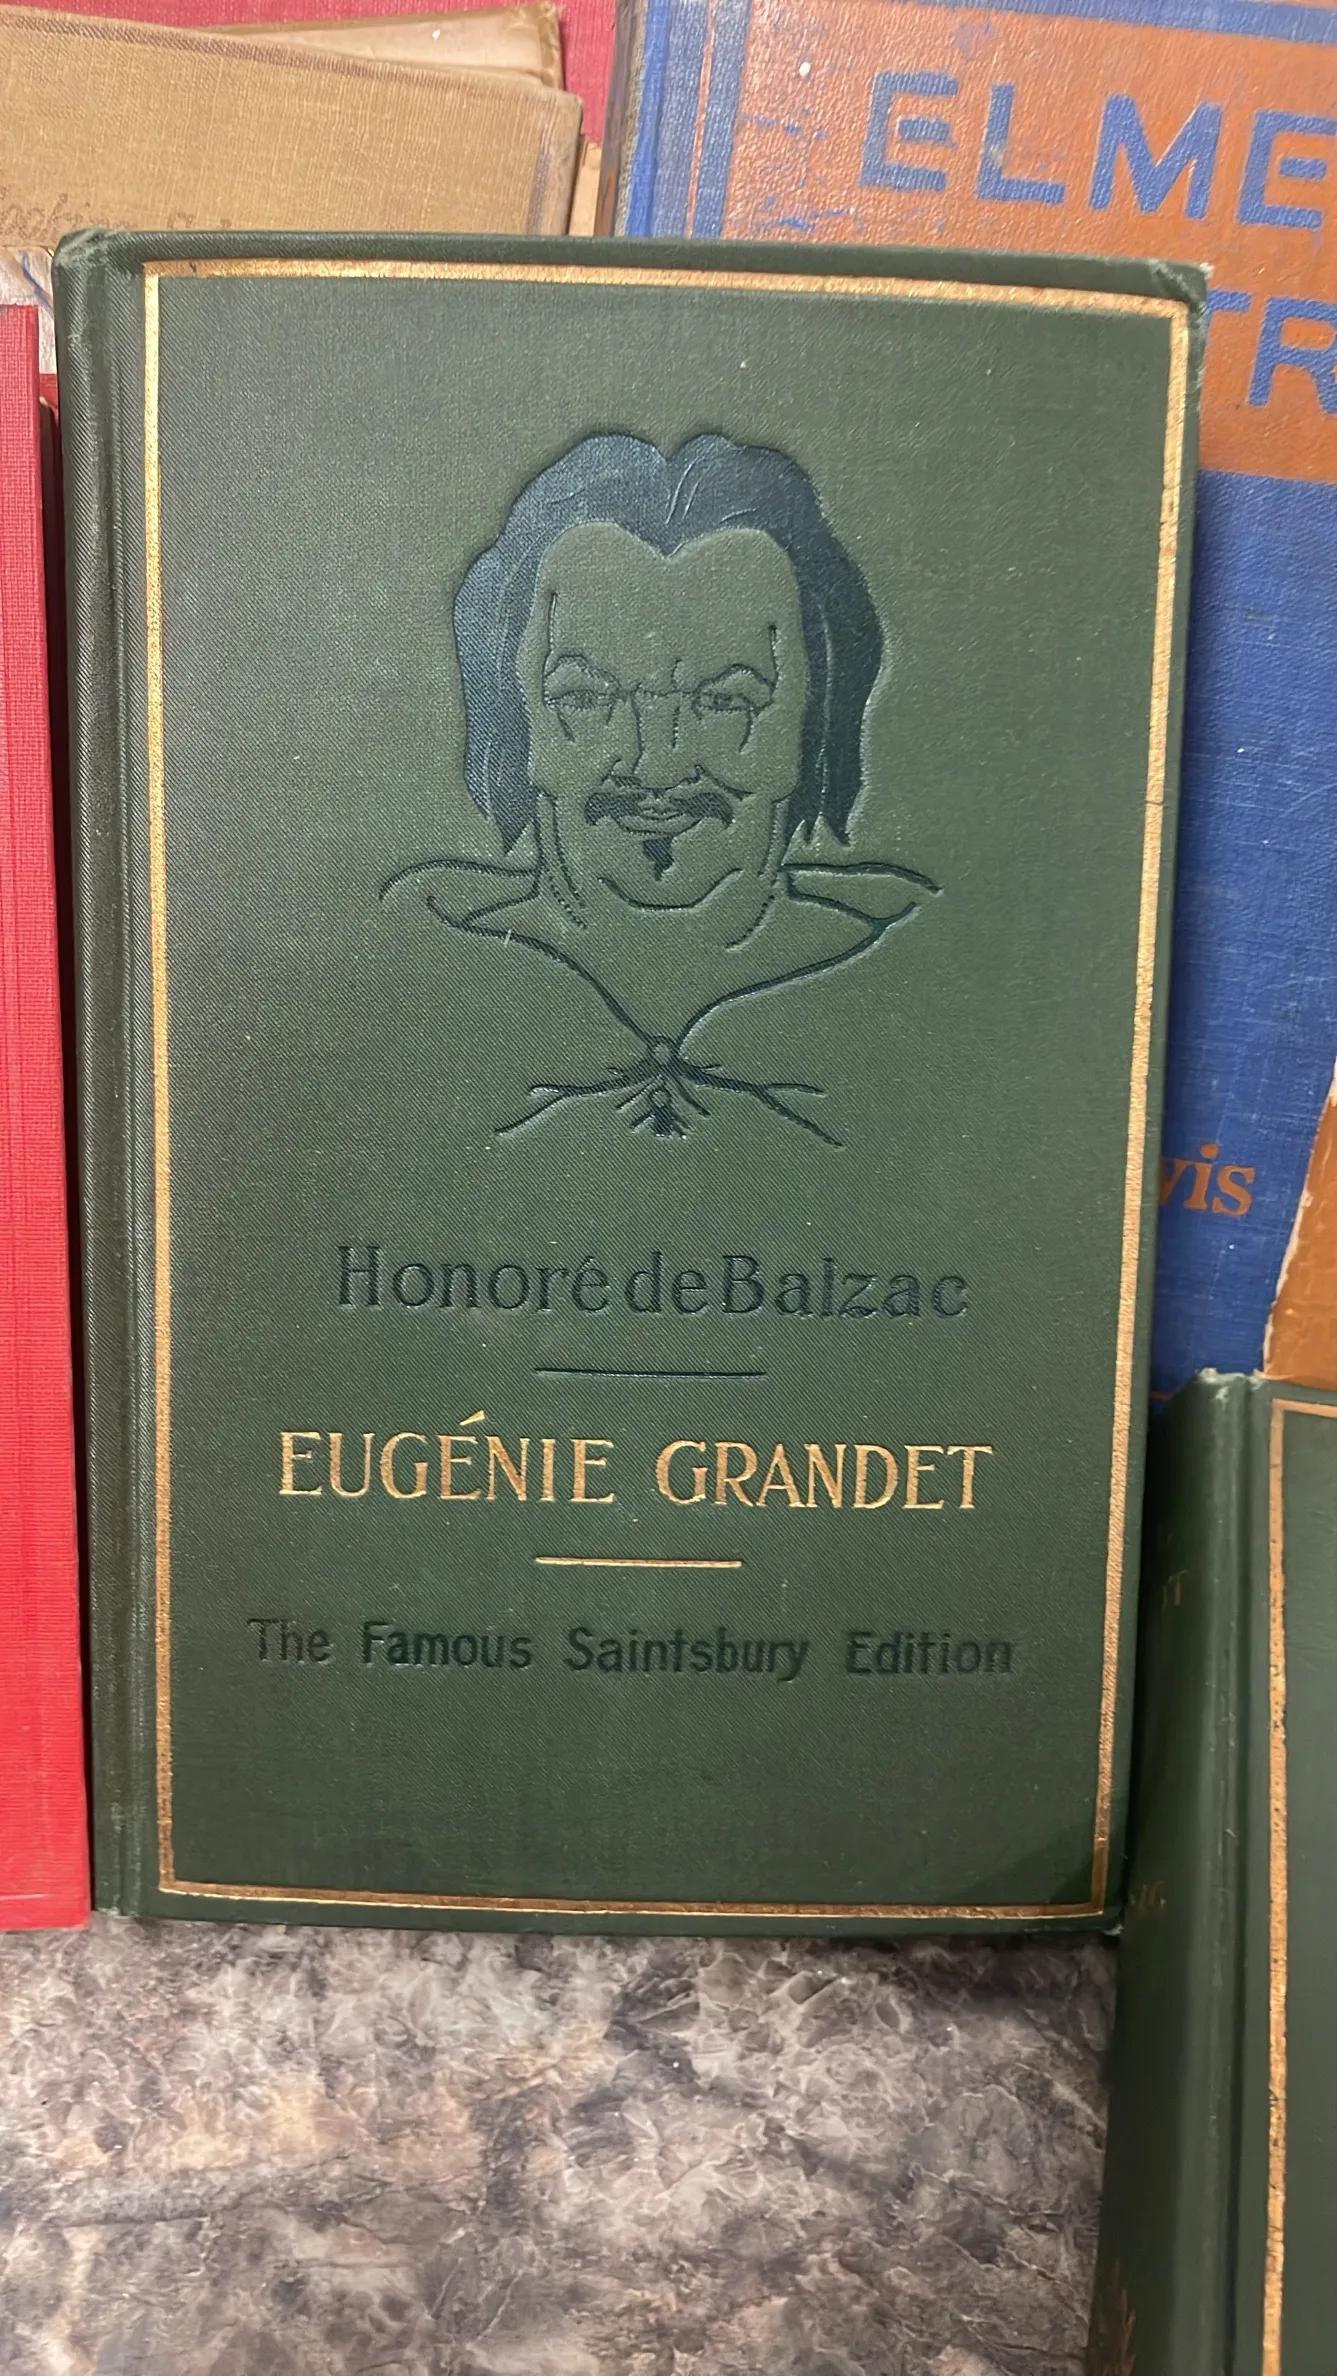 ELME
TR
vis
Honoré de Balzac
EUGÉNIE GRANDET
The Famous Saintsbury Edition